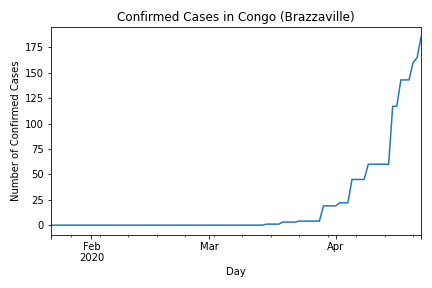 Confirmed Cases in Congo (Brazzaville)
Number of Confirmed Cases
175
150
125
100
75
50
25
0
Feb
2020
Mar
Apr
Day